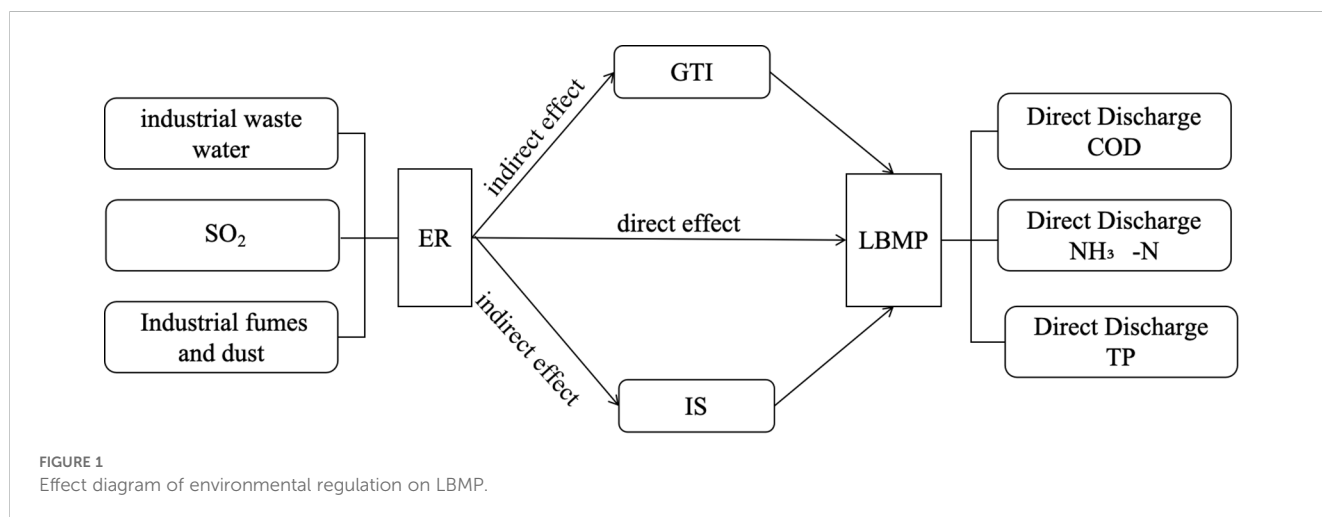 industrial waste
water
SO₂
Industrial fumes
and dust
ER
indirect effect
GTI
direct effect
indirect effect
IS
LBMP
Direct Discharge
COD
Direct Discharge
NH₃ -N
Direct Discharge
TP
FIGURE 1
Effect diagram of environmental regulation on LBMP.